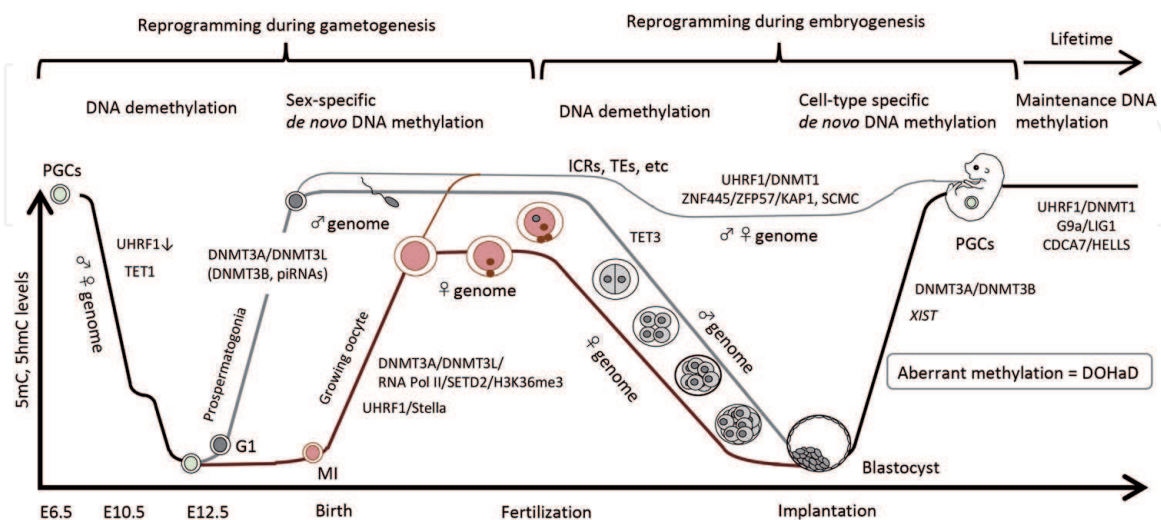 Reprogramming during gametogenesis
Reprogramming during embryogenesis
Lifetime
DNA demethylation
Sex-specific
de novo DNA methylation
DNA demethylation
Cell-type specific
de novo DNA methylation
Maintenance DNA
methylation
PGCs
ICRs, TEs, etc
UHRF1/DNMT1
ZNF445/ZFP57/KAP1, SCMC
♂ genome
♂ ♀ genome
TET3
PGCs
UHRF1/DNMT1
G9a/LIG1
CDCA7/HELLS
UHRF1↓
TET1
♂ ♀ genome
DNMT3A/DNMT3L
(DNMT3B, piRNAs)
♀ genome
DNMT3A/DNMT3B
XIST
5mC, 5hmC levels
Prospermatogonia
Growing oocyte
DNMT3A/DNMT3L/
RNA Pol II/SETD2/H3K36me3
UHRF1/Stella
♂ genome
♀ genome
Aberrant methylation = DOHaD
G1
MI
Blastocyst
E6.5
E10.5
E12.5
Birth
Fertilization
Implantation